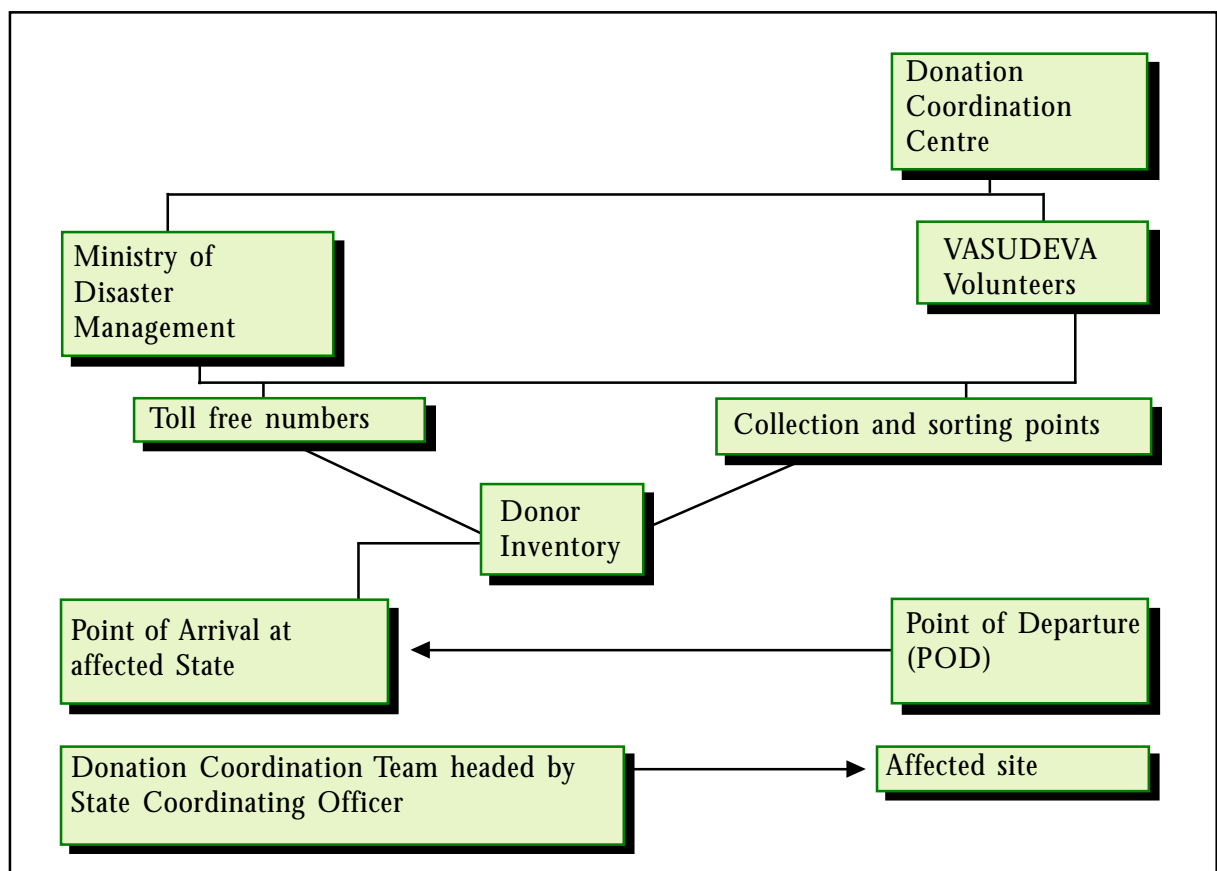 Donation
Coordination
Centre
Ministry of
Disaster
Management
VASUDEVA
Volunteers
Toll free numbers
Collection and sorting points
Donor
Inventory
Point of Arrival at
affected State
Point of Departure
(POD)
Donation Coordination Team headed by
State Coordinating Officer
Affected site